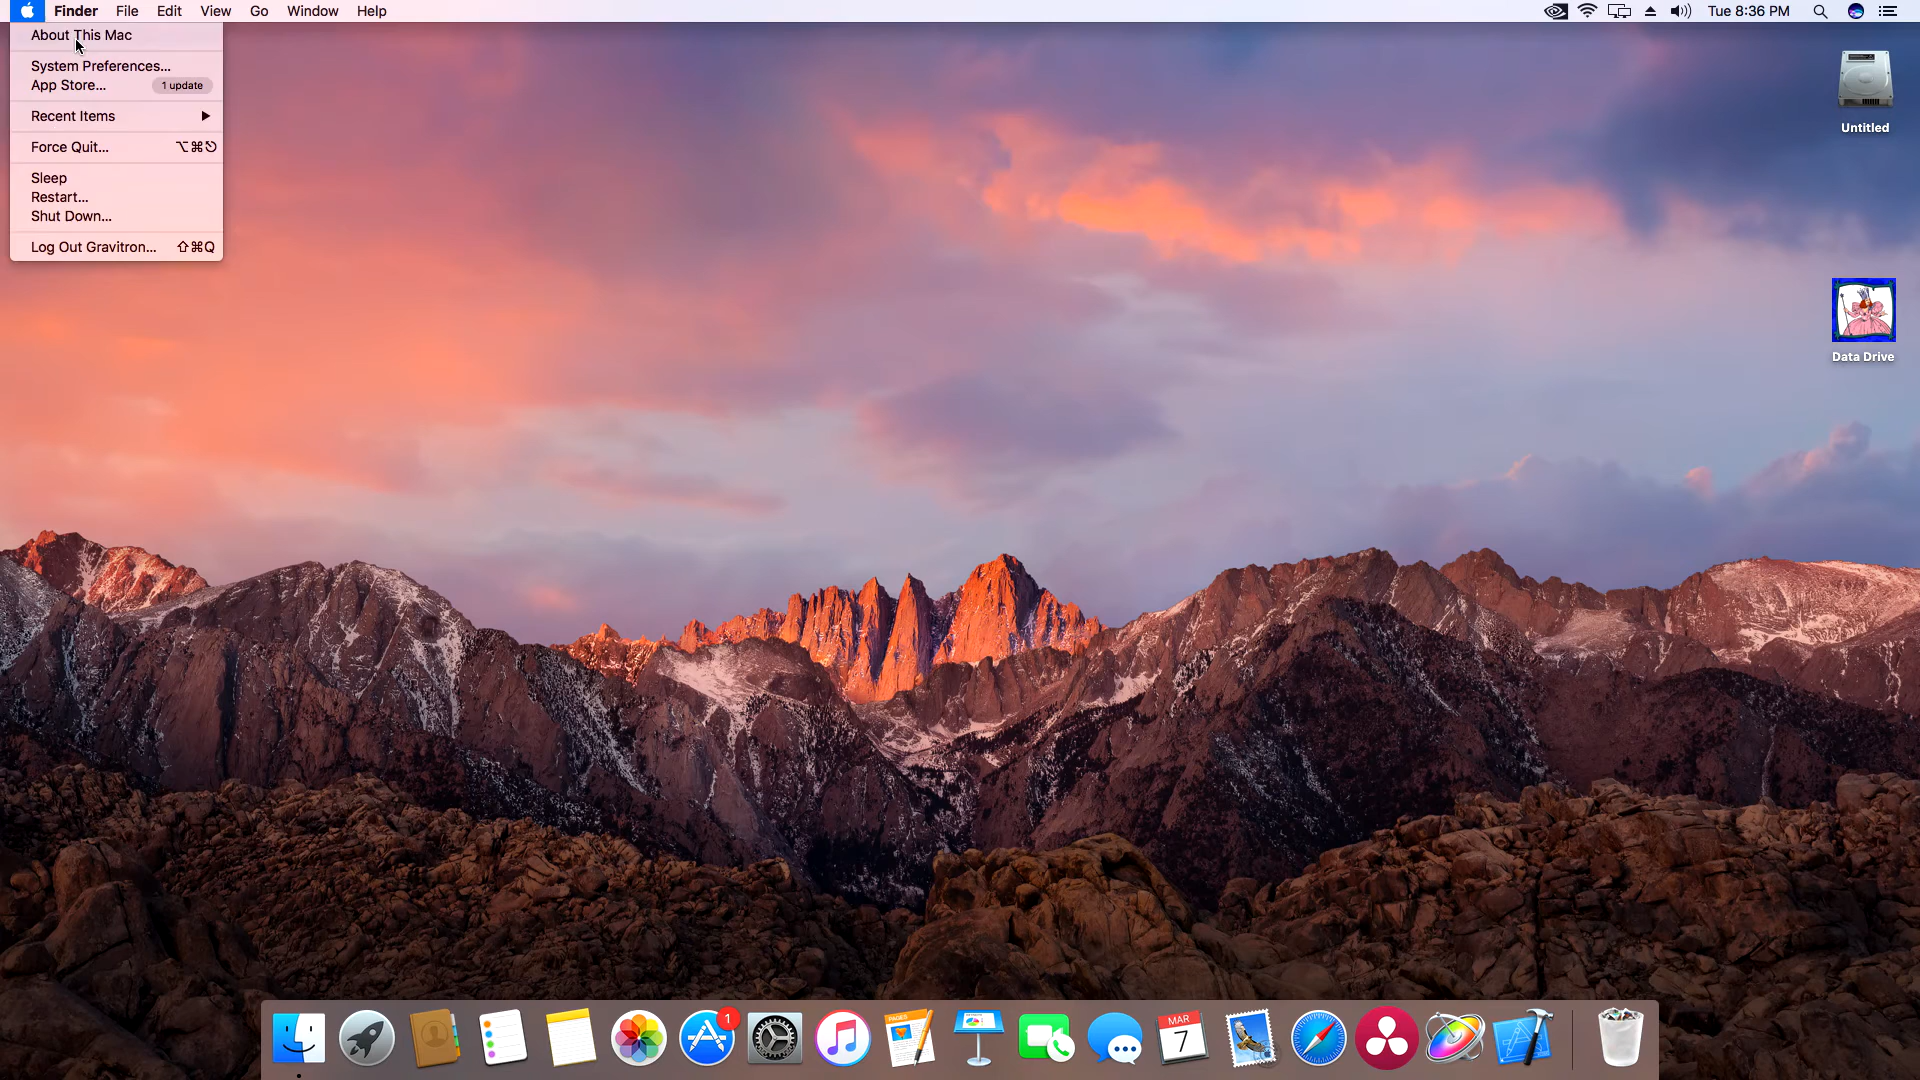 Finder File Edit View Go Window Help
Tue 8:36 PM
About This Mac
System Preferences...
App Store... 1 update
Recent Items ▶
Force Quit... ⌥⌘⎋
Sleep
Restart...
Shut Down...
Log Out Gravitron... ⇧⌘Q
Untitled
Data Drive
1
PAGES
MAR
7